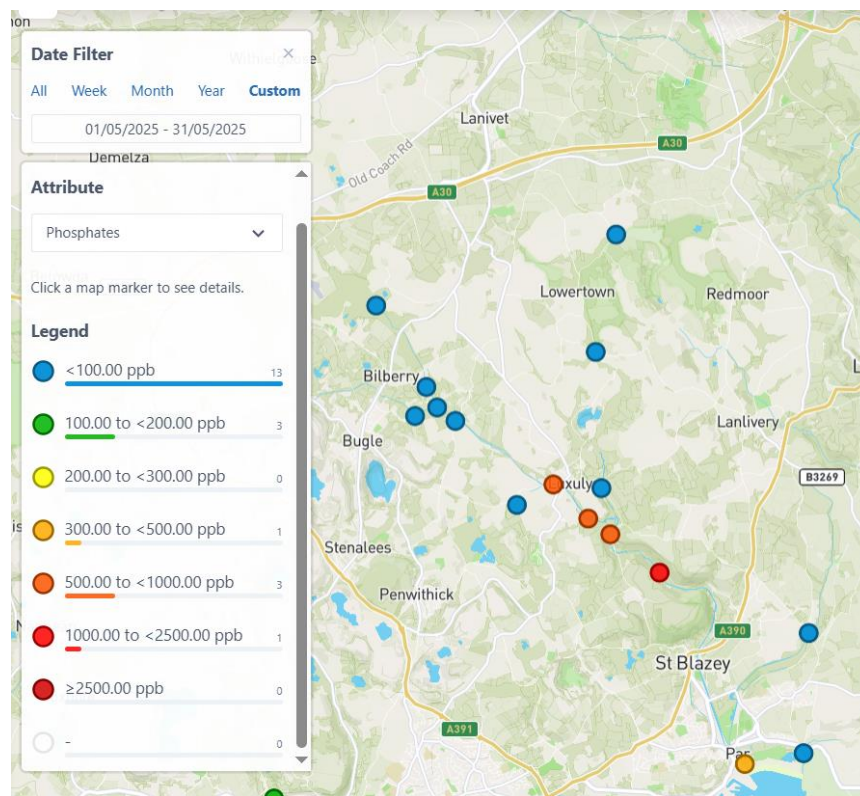 Date Filter
×
All Week Month Year Custom
01/05/2025 - 31/05/2025
Demelza
Attribute
Phosphates
Click a map marker to see details.
Legend
<100.00 ppb 13
100.00 to <200.00 ppb 3
200.00 to <300.00 ppb 0
300.00 to <500.00 ppb 1
500.00 to <1000.00 ppb 3
1000.00 to <2500.00 ppb 1
≥2500.00 ppb 0
- 0
Lanivet
A30
Old Coach Rd
A30
Lowertown
Redmoor
Bilberry
Lanlivery
Bugle
B3269
Stenalees
Penwithick
A390
St Blazey
A391
Par